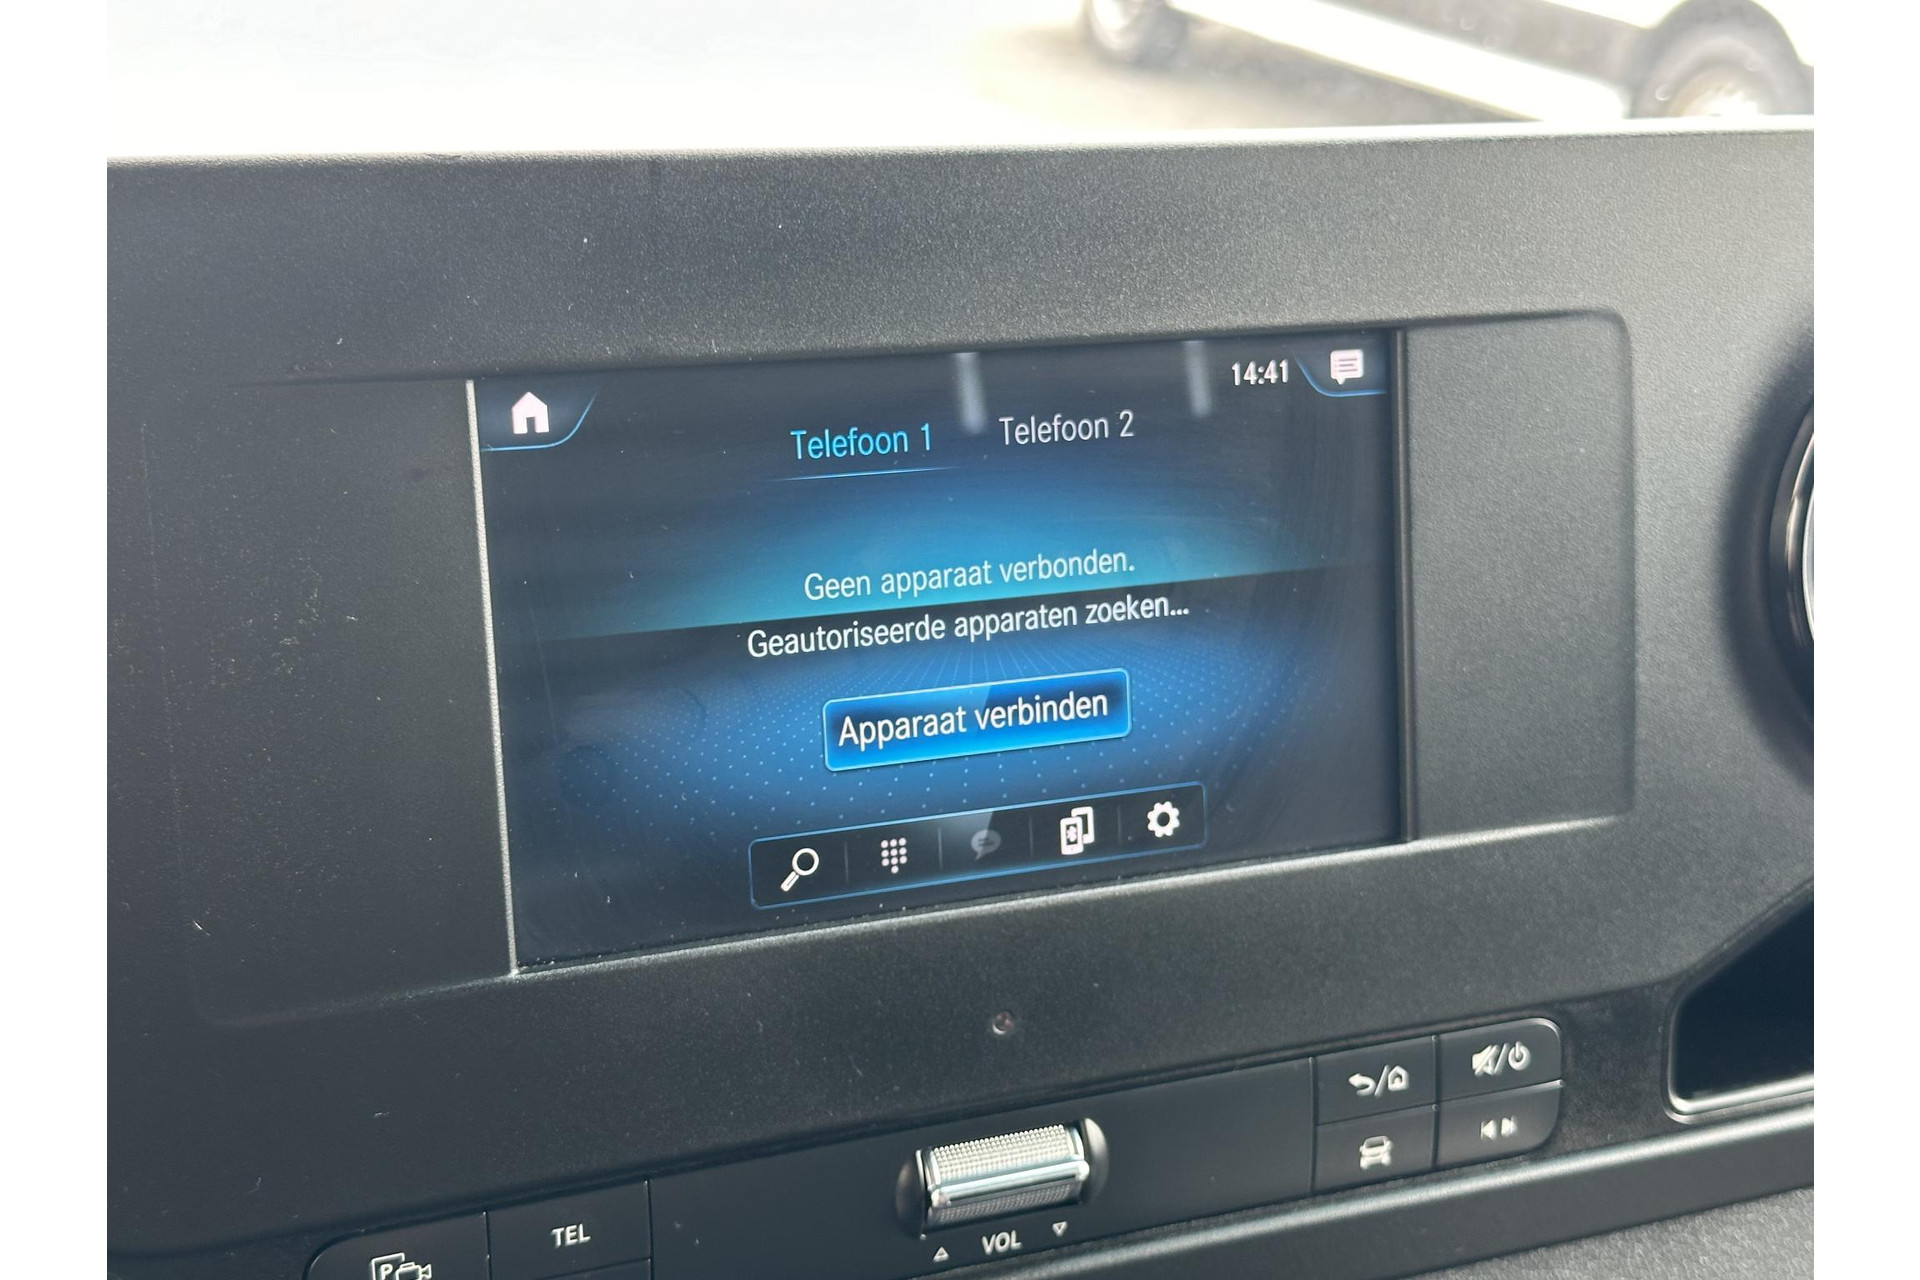 14:41
Telefoon 1 Telefoon 2
Geen apparaat verbonden.
Geautoriseerde apparaten zoeken...
Apparaat verbinden
TEL
VOL
P